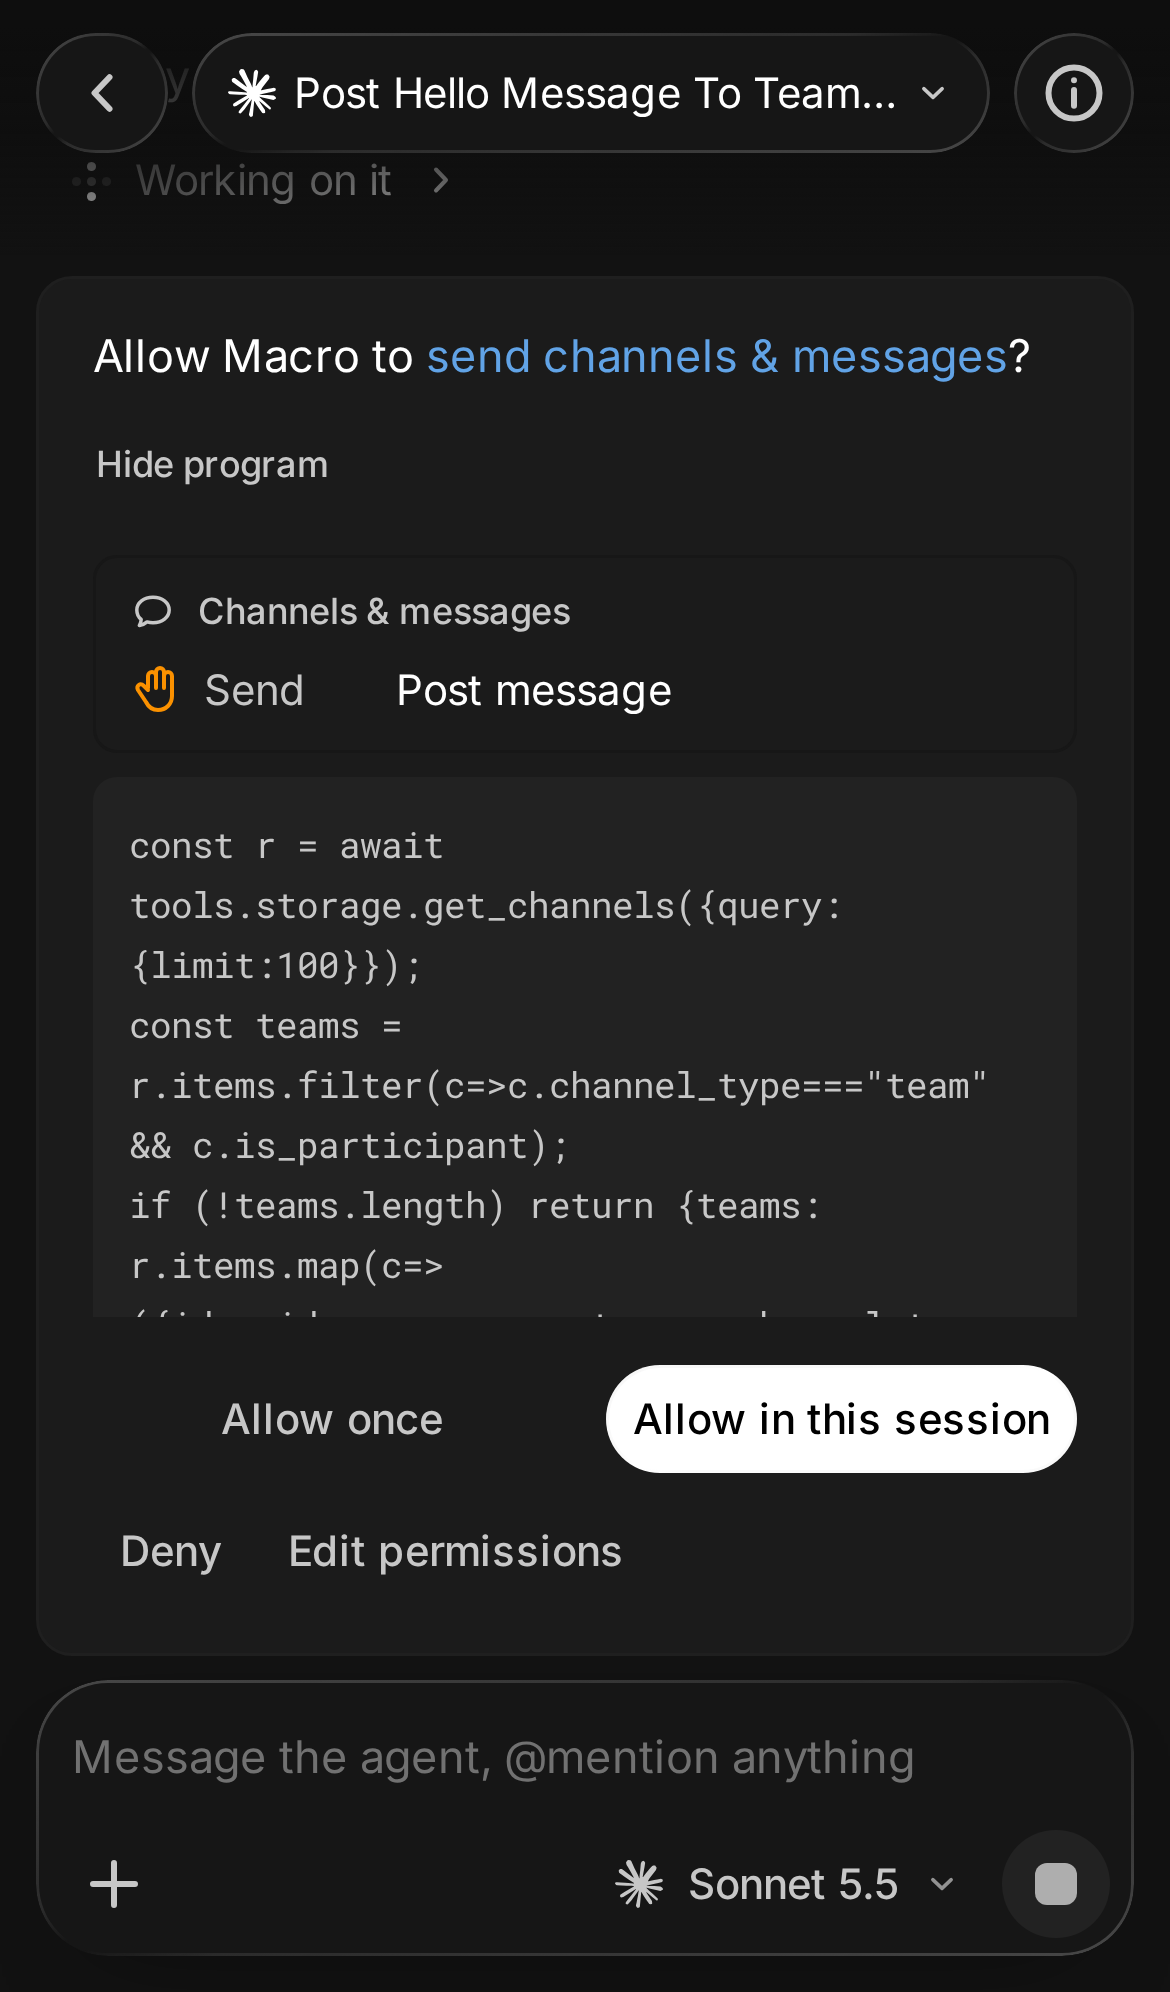 Post Hello Message To Team...
Working on it
Allow Macro to send channels & messages?
Hide program
Channels & messages
Send Post message
const r = await
tools.storage.get_channels({query:
{limit:100}});
const teams =
r.items.filter(c=>c.channel_type==="team"
&& c.is_participant);
if (!teams.length) return {teams:
r.items.map(c=>
Allow once
Allow in this session
Deny
Edit permissions
Message the agent, @mention anything
Sonnet 5.5